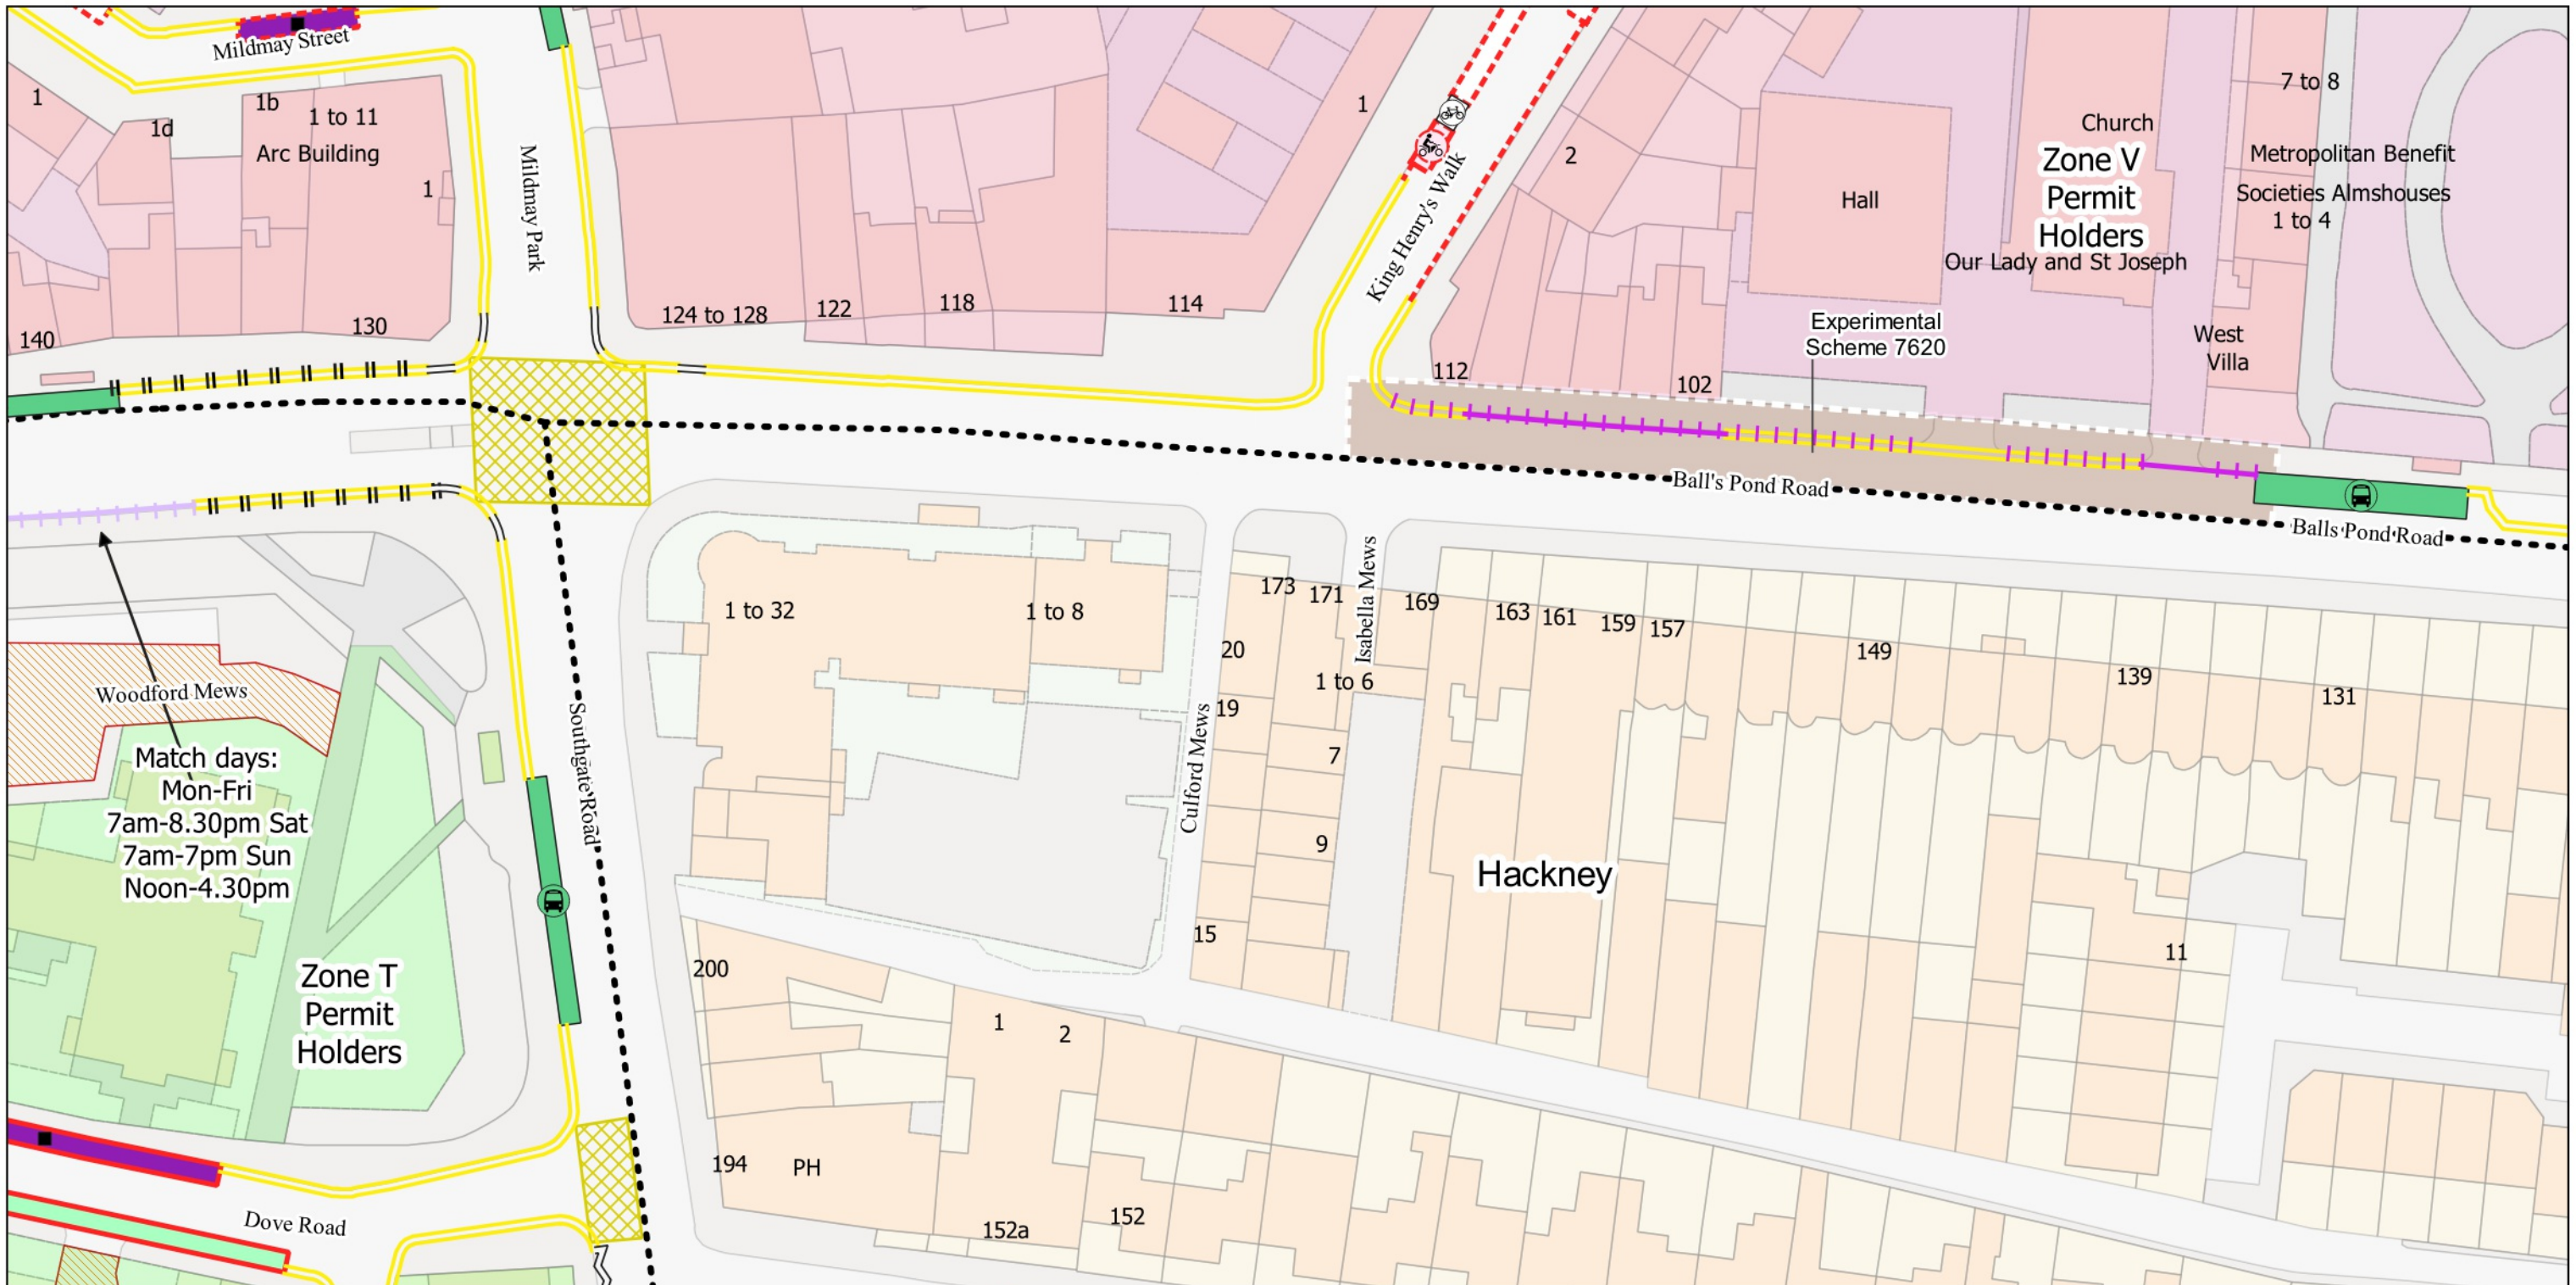 Mildmay Street
1
1b
1 to 11
1d
Arc Building
1
140
130
Mildmay Park
124 to 128
122
118
114
1
King Henry's Walk
2
Hall
Church
Zone V
Permit
Holders
Our Lady and St Joseph
7 to 8
Metropolitan Benefit
Societies Almshouses
1 to 4
West
Villa
Experimental
Scheme 7620
112
102
Ball's Pond Road
Balls Pond Road
Woodford Mews
Match days:
Mon-Fri
7am-8.30pm Sat
7am-7pm Sun
Noon-4.30pm
Zone T
Permit
Holders
Southgate Road
Dove Road
1 to 32
1 to 8
Culford Mews
Isabella Mews
173
171
169
163
161
159
157
149
139
131
20
19
1 to 6
7
9
15
Hackney
11
200
1
2
194
PH
152a
152